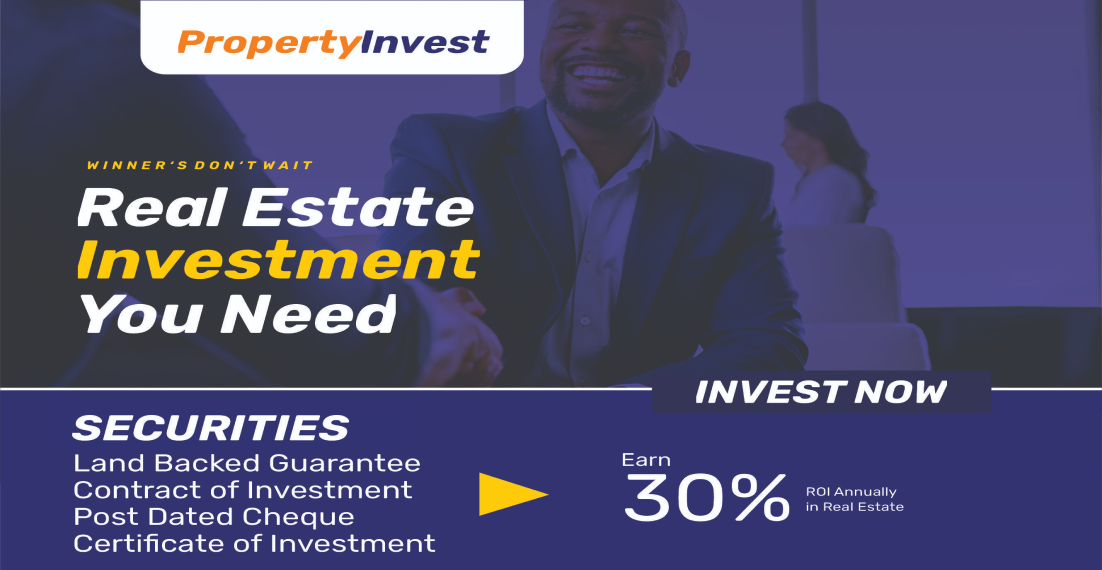 PropertyInvest
WINNER'S DON'T WAIT
Real Estate
Investment
You Need
INVEST NOW
SECURITIES
Land Backed Guarantee
Contract of Investment
Post Dated Cheque
Certificate of Investment
Earn
30%
ROI Annually
in Real Estate